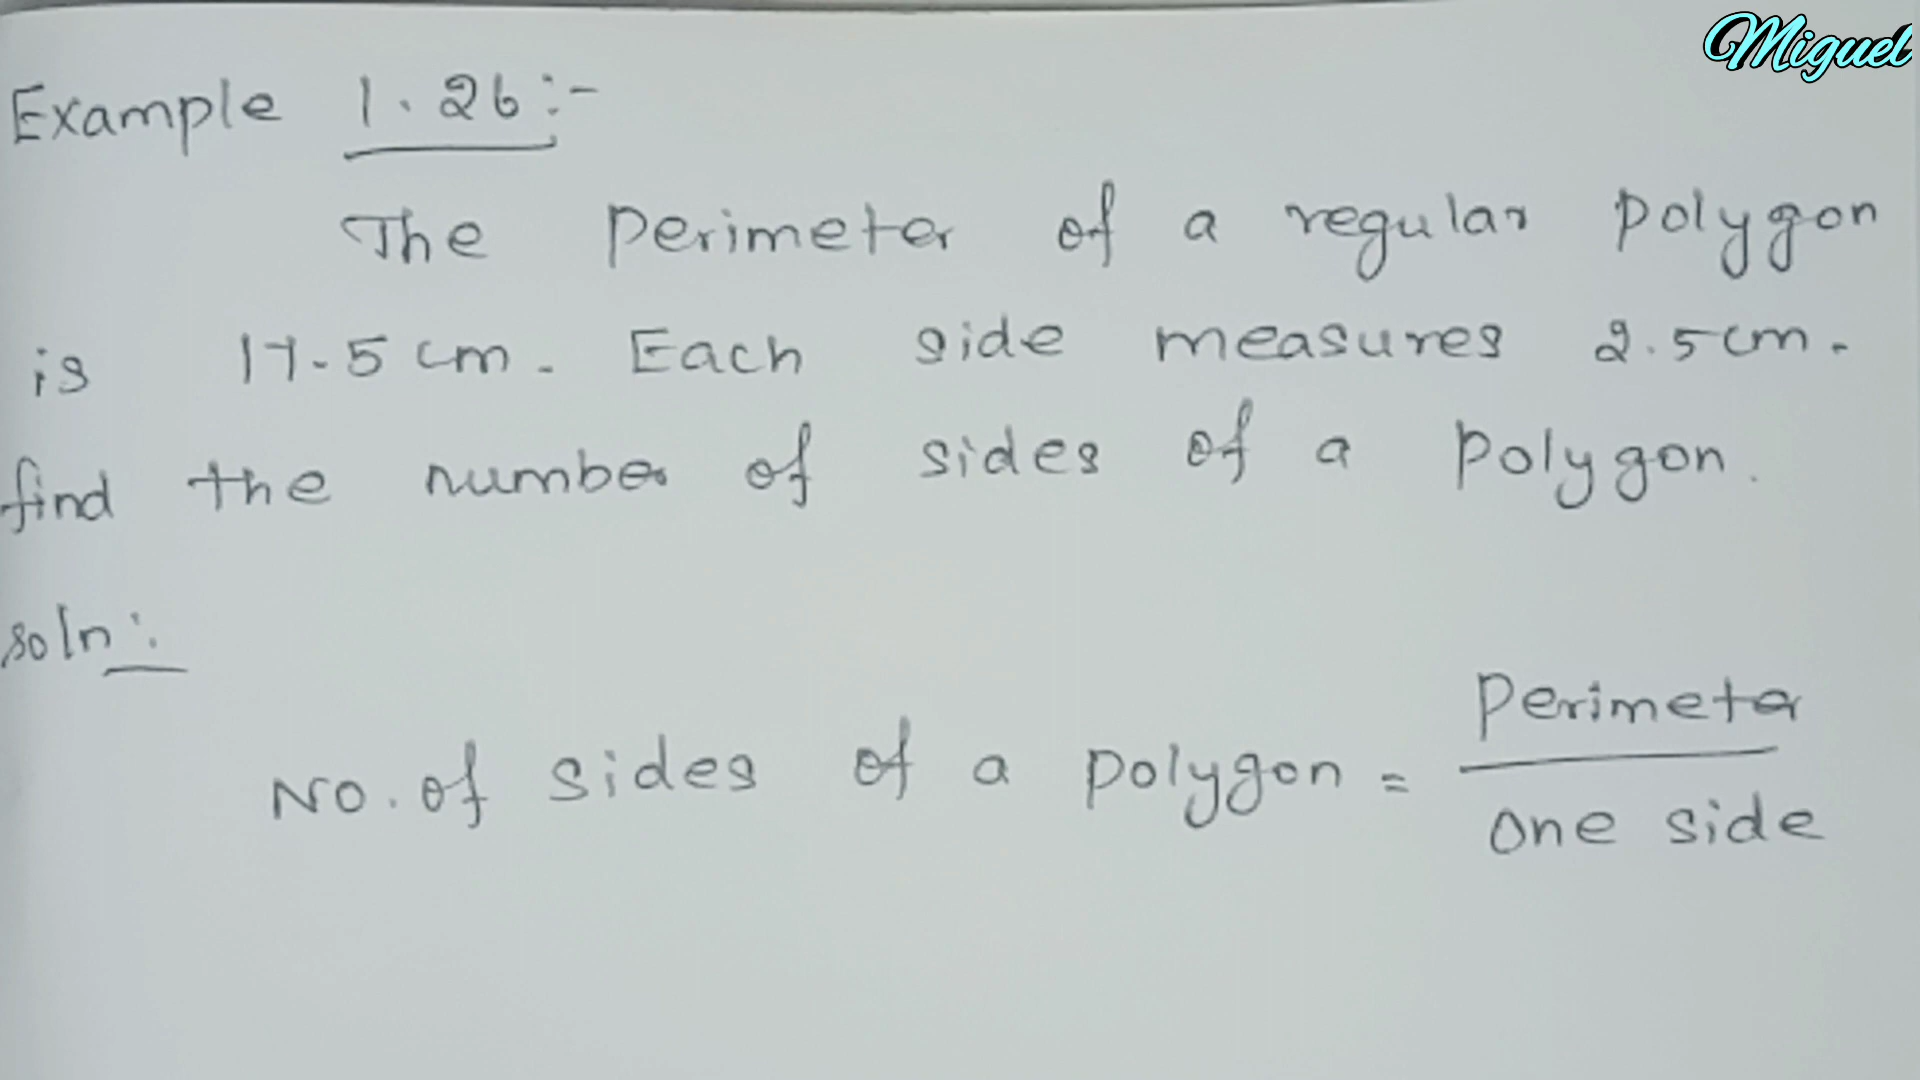 Miguel
Example 1.26:-
The perimeter of a regular polygon
is 17.5 cm. Each side measures 2.5cm.
find the number of sides of a polygon.
soln:
No. of sides of a polygon = Perimeter
one side